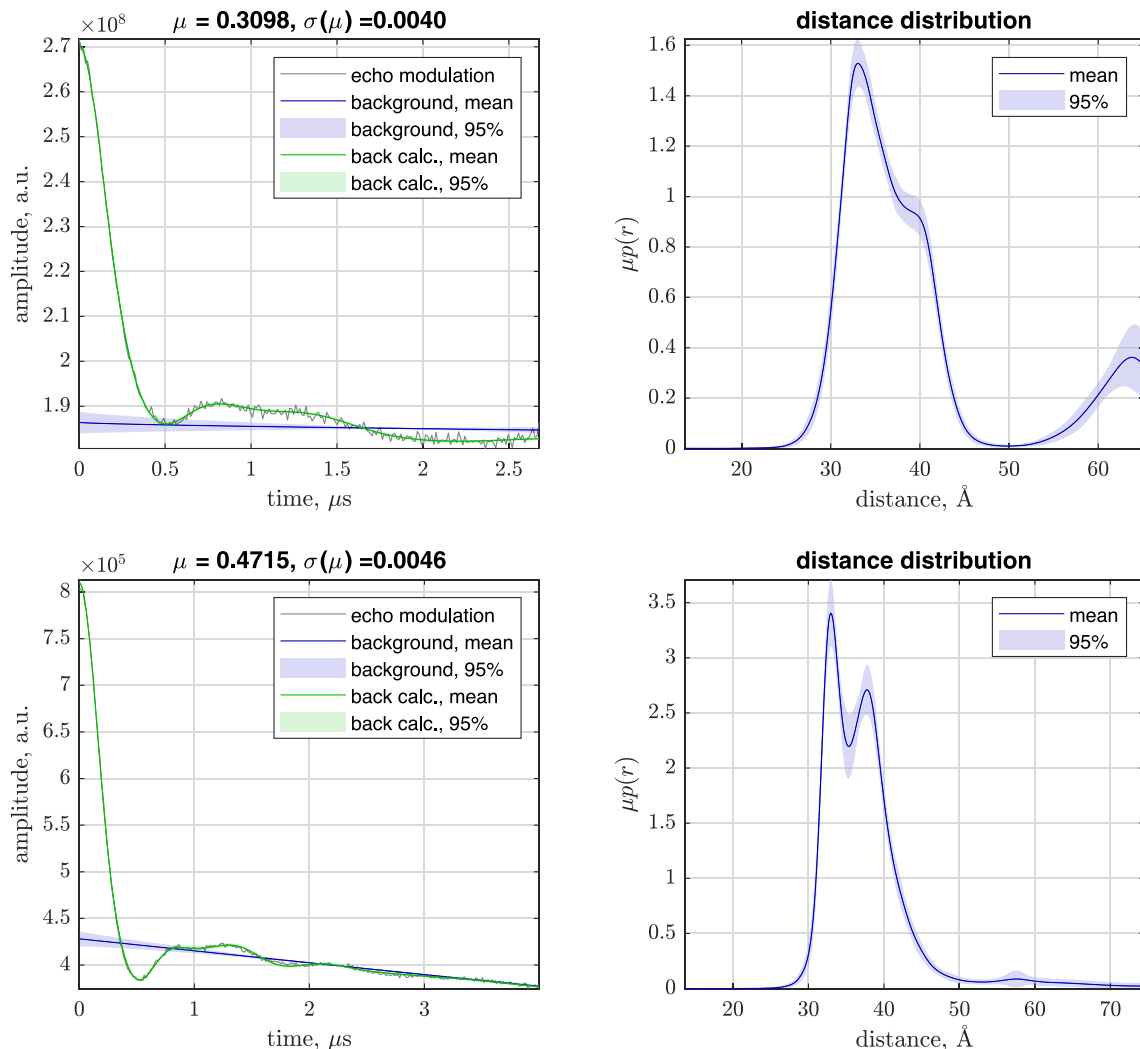 ×10⁸
μ = 0.3098, σ(μ) =0.0040
2.7
2.6
2.5
2.4
2.3
2.2
2.1
2
1.9
amplitude, a.u.
echo modulation
background, mean
background, 95%
back calc., mean
back calc., 95%
0 0.5 1 1.5 2 2.5
time, μs
distance distribution
1.6
1.4
1.2
1
0.8
0.6
0.4
0.2
0
μp(r)
mean
95%
20 30 40 50 60
distance, Å
×10⁵
μ = 0.4715, σ(μ) =0.0046
8
7.5
7
6.5
6
5.5
5
4.5
4
amplitude, a.u.
echo modulation
background, mean
background, 95%
back calc., mean
back calc., 95%
0 1 2 3
time, μs
distance distribution
3.5
3
2.5
2
1.5
1
0.5
0
μp(r)
mean
95%
20 30 40 50 60 70
distance, Å